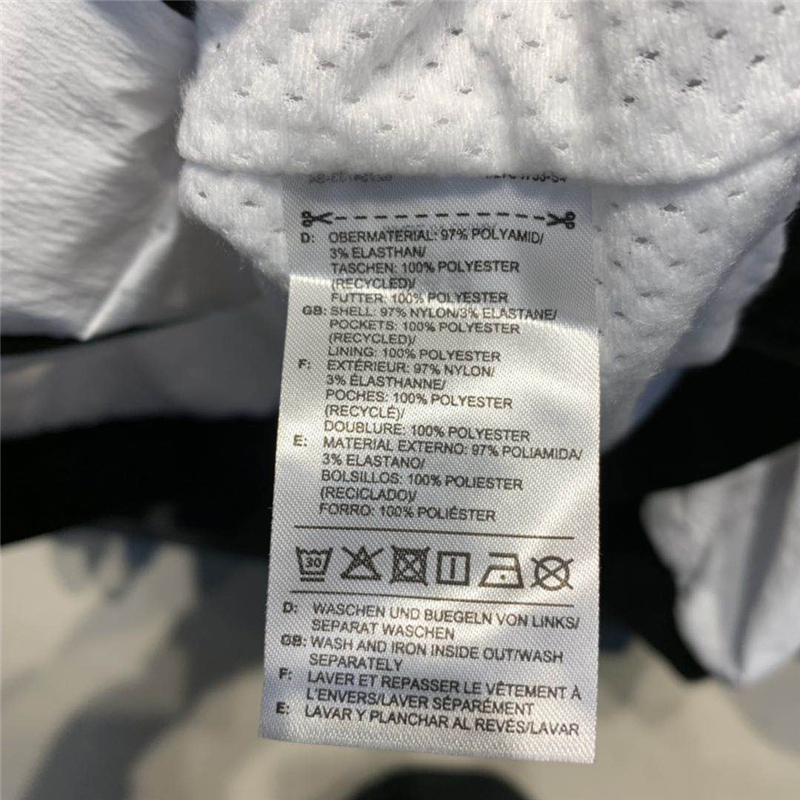 D: OBERMATERIAL: 97% POLYAMID/
3% ELASTHAN/
TASCHEN: 100% POLYESTER
(RECYCLED)/
FUTTER: 100% POLYESTER
GB: SHELL: 97% NYLON/3% ELASTANE/
POCKETS: 100% POLYESTER
(RECYCLED)/
LINING: 100% POLYESTER
F: EXTÉRIEUR: 97% NYLON/
3% ÉLASTHANNE/
POCHES: 100% POLYESTER
(RECYCLÉ)/
DOUBLURE: 100% POLYESTER
E: MATERIAL EXTERNO: 97% POLIAMIDA/
3% ELASTANO/
BOLSILLOS: 100% POLIÉSTER
(RECICLADO)/
FORRO: 100% POLIÉSTER
30
D: WASCHEN UND BUEGELN VON LINKS/
SEPARAT WASCHEN
GB: WASH AND IRON INSIDE OUT/WASH
SEPARATELY
F: LAVER ET REPASSER LE VÊTEMENT À
L'ENVERS/LAVER SÉPARÉMENT
E: LAVAR Y PLANCHAR AL REVÉS/LAVAR